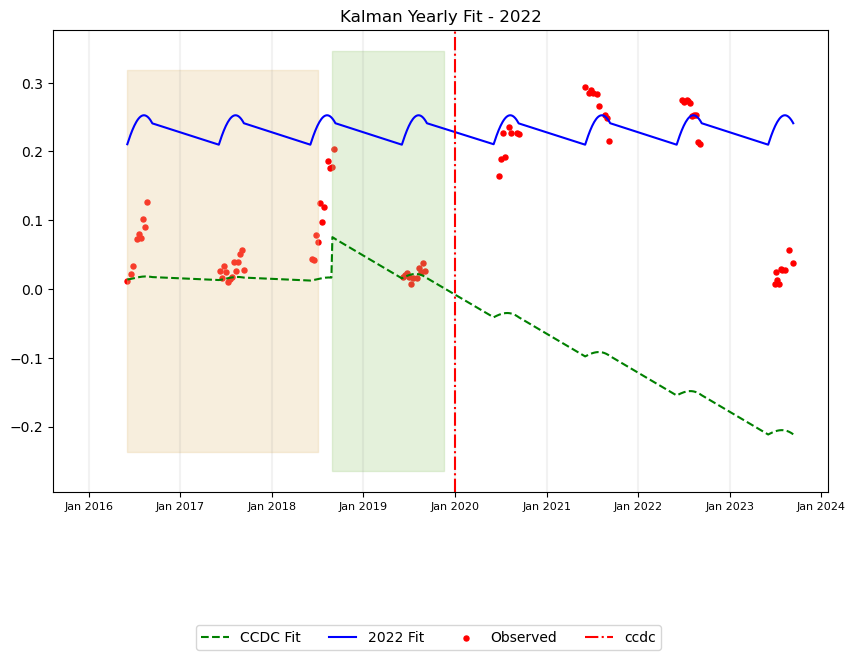 Kalman Yearly Fit - 2022
0.3
0.2
0.1
0.0
−0.1
−0.2
Jan 2016 Jan 2017 Jan 2018 Jan 2019 Jan 2020 Jan 2021 Jan 2022 Jan 2023 Jan 2024
CCDC Fit 2022 Fit Observed ccdc